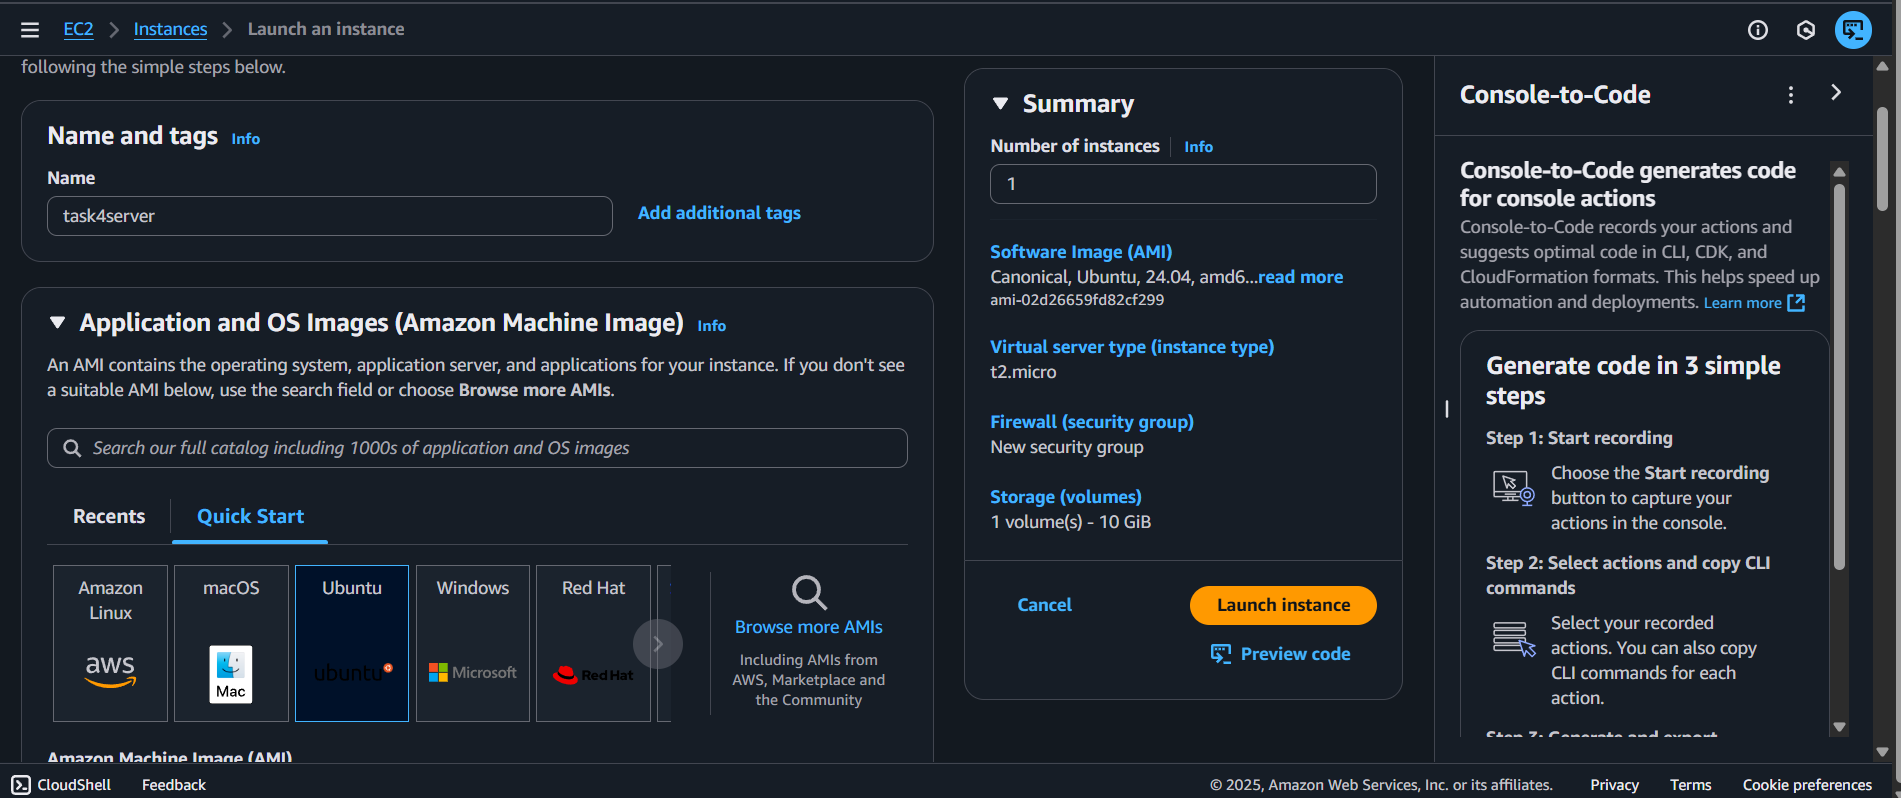 EC2 > Instances > Launch an instance
following the simple steps below.
Name and tags Info
Name
task4server
Add additional tags
Application and OS Images (Amazon Machine Image) Info
An AMI contains the operating system, application server, and applications for your instance. If you don't see
a suitable AMI below, use the search field or choose Browse more AMIs.
Search our full catalog including 1000s of application and OS images
Recents
Quick Start
Amazon
Linux
aws
macOS
Mac
Ubuntu
ubuntu
Windows
Microsoft
Red Hat
Red Hat
Browse more AMIs
Including AMIs from
AWS, Marketplace and
the Community
Amazon Machine Image (AMI)
Summary
Number of instances Info
1
Software Image (AMI)
Canonical, Ubuntu, 24.04, amd6...read more
ami-02d26659fd82cf299
Virtual server type (instance type)
t2.micro
Firewall (security group)
New security group
Storage (volumes)
1 volume(s) - 10 GiB
Cancel
Launch instance
Preview code
Console-to-Code
Console-to-Code generates code
for console actions
Console-to-Code records your actions and
suggests optimal code in CLI, CDK, and
CloudFormation formats. This helps speed up
automation and deployments. Learn more
Generate code in 3 simple
steps
Step 1: Start recording
Choose the Start recording
button to capture your
actions in the console.
Step 2: Select actions and copy CLI
commands
Select your recorded
actions. You can also copy
CLI commands for each
action.
Step 3: Generate and export
CloudShell
Feedback
© 2025, Amazon Web Services, Inc. or its affiliates.
Privacy
Terms
Cookie preferences